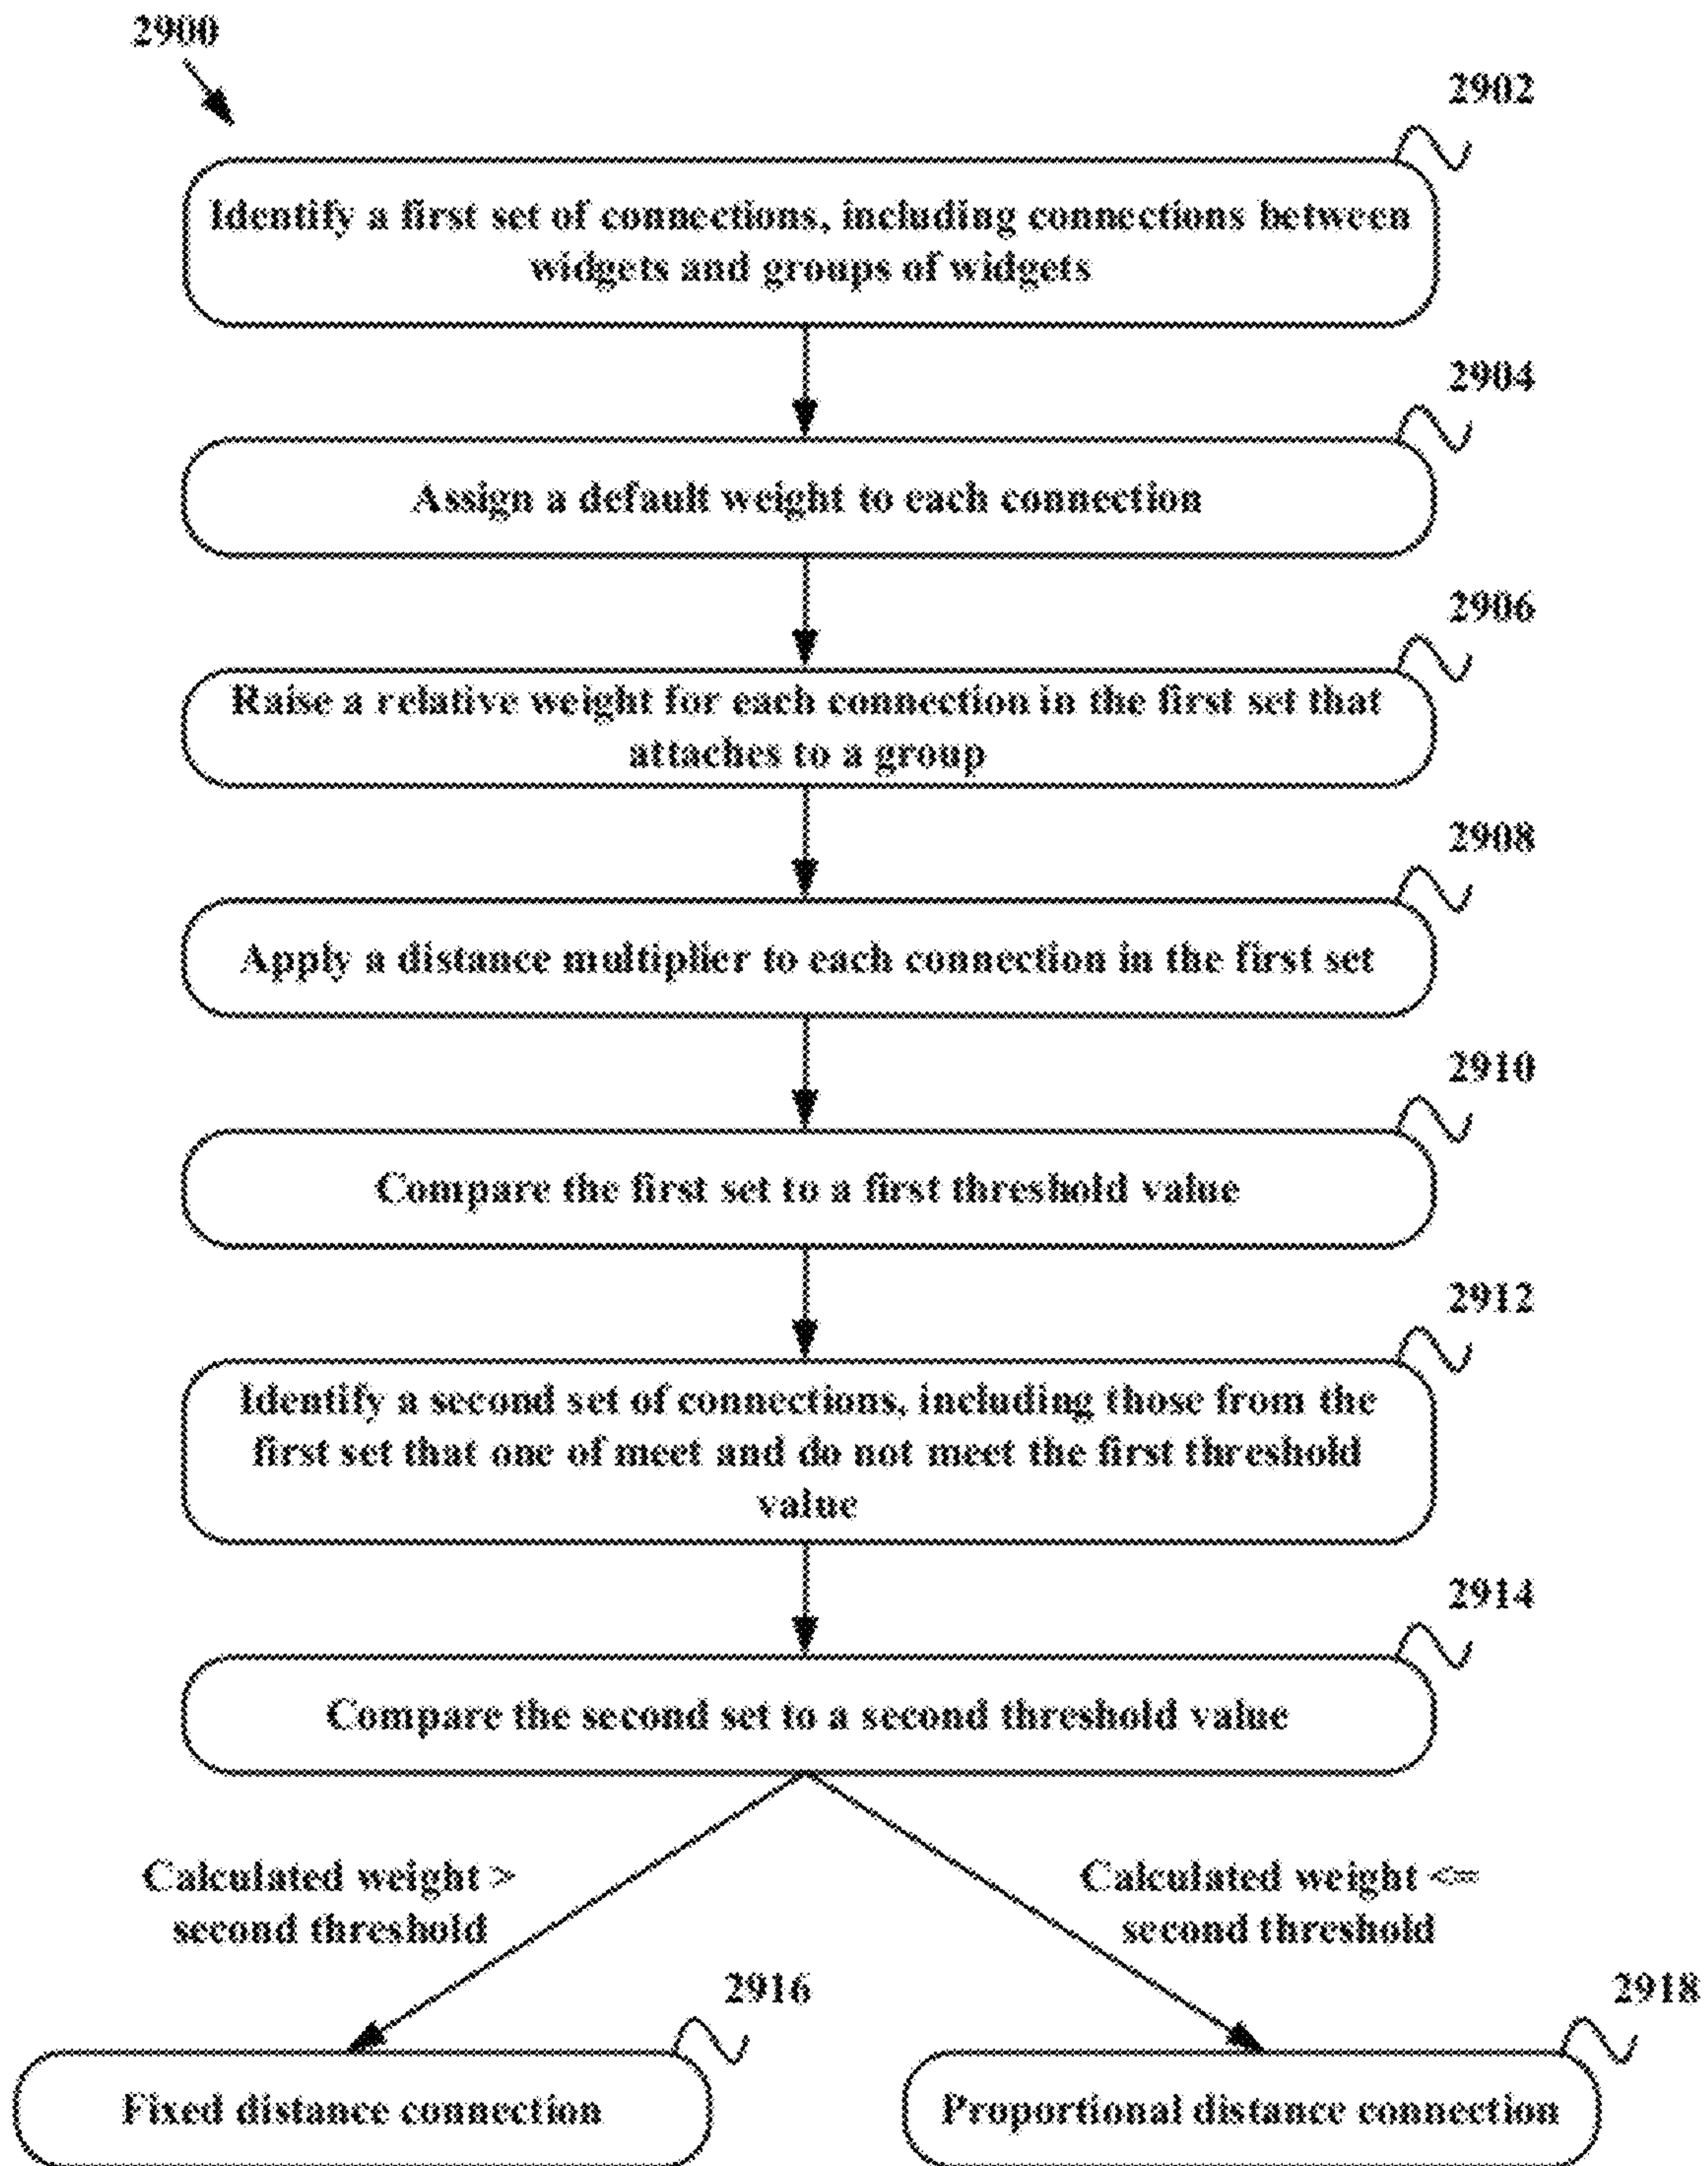 2900
2902
Identify a first set of connections, including connections between
widgets and groups of widgets
2904
Assign a default weight to each connection
2906
Raise a relative weight for each connection in the first set that
attaches to a group
2908
Apply a distance multiplier to each connection in the first set
2910
Compare the first set to a first threshold value
2912
Identify a second set of connections, including those from the
first set that one of meet and do not meet the first threshold
value
2914
Compare the second set to a second threshold value
Calculated weight >
second threshold
Calculated weight <=
second threshold
2916
Fixed distance connection
2918
Proportional distance connection